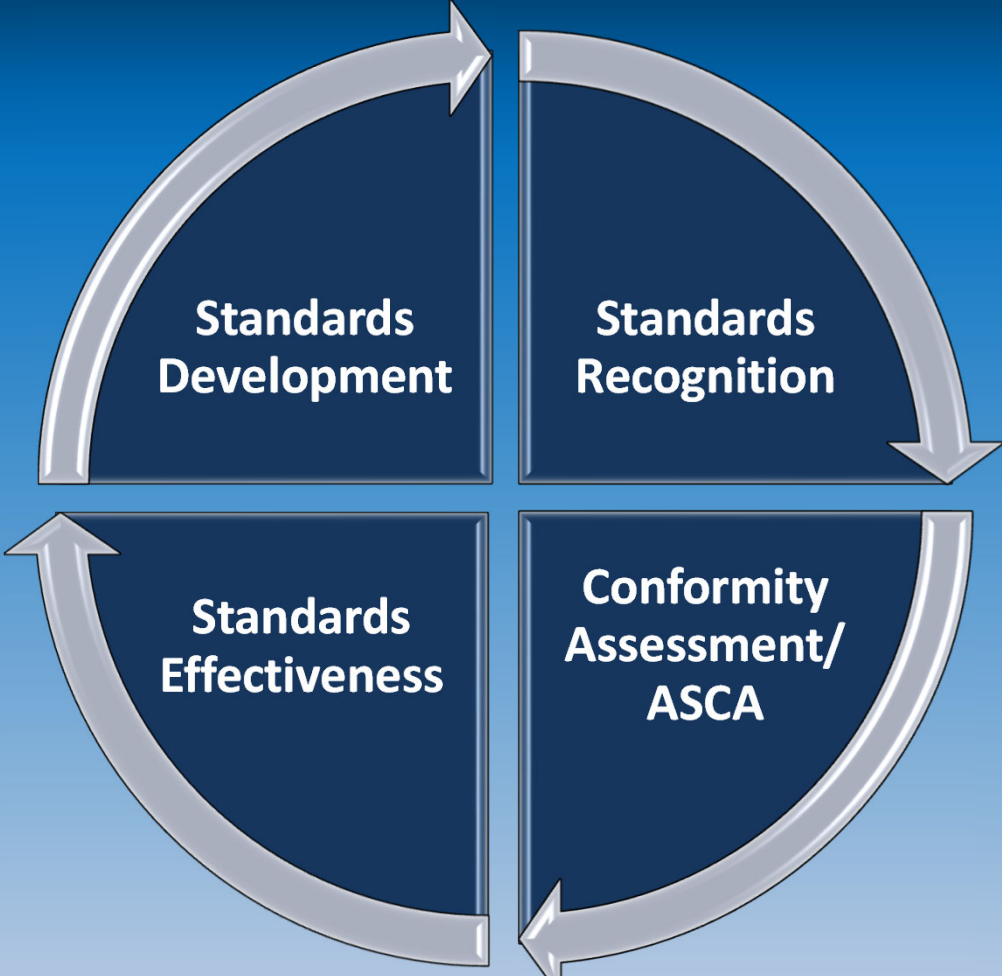 Standards
Development
Standards
Recognition
Standards
Effectiveness
Conformity
Assessment/
ASCA